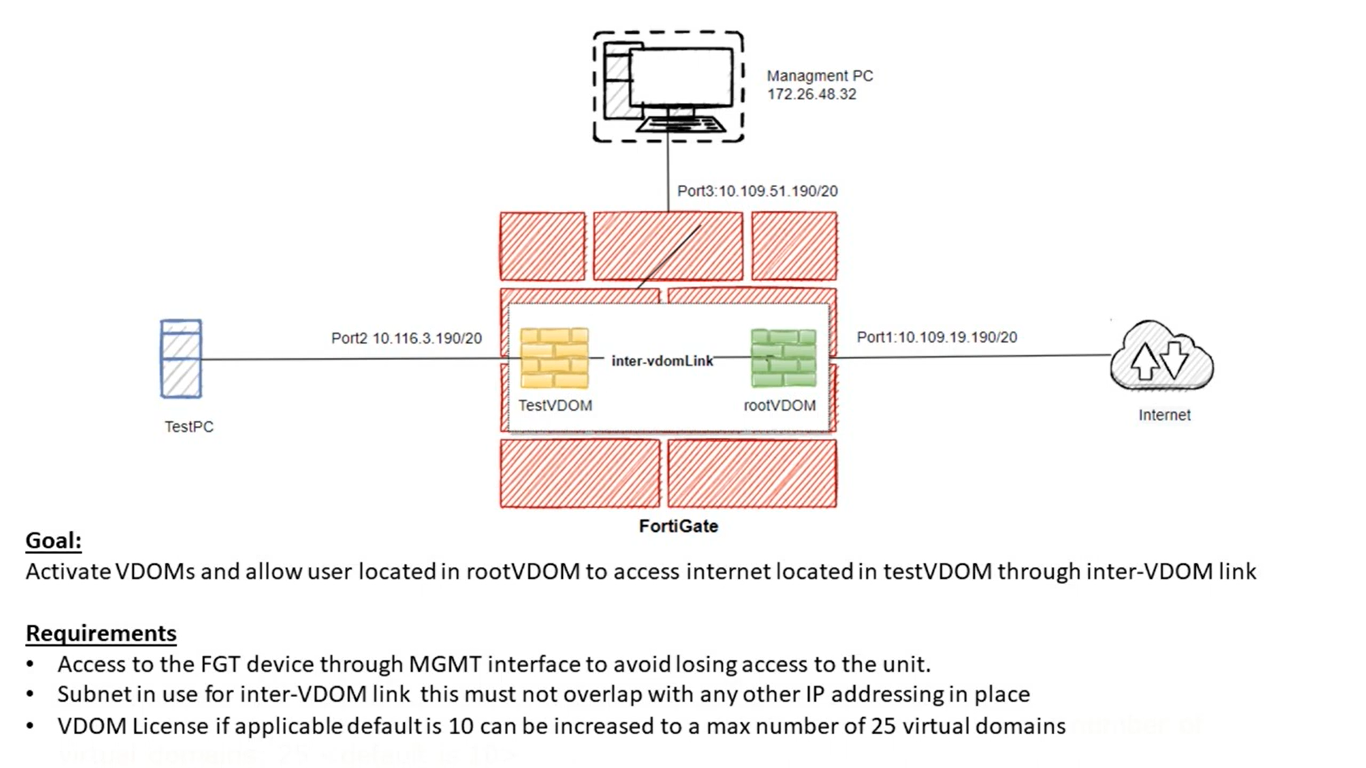 Managment PC
172.26.48.32
Port3:10.109.51.190/20
Port2 10.116.3.190/20
Port1:10.109.19.190/20
inter-vdomLink
TestVDOM
rootVDOM
TestPC
Internet
FortiGate
Goal:
Activate VDOMs and allow user located in rootVDOM to access internet located in testVDOM through inter-VDOM link
Requirements
• Access to the FGT device through MGMT interface to avoid losing access to the unit.
• Subnet in use for inter-VDOM link this must not overlap with any other IP addressing in place
• VDOM License if applicable default is 10 can be increased to a max number of 25 virtual domains